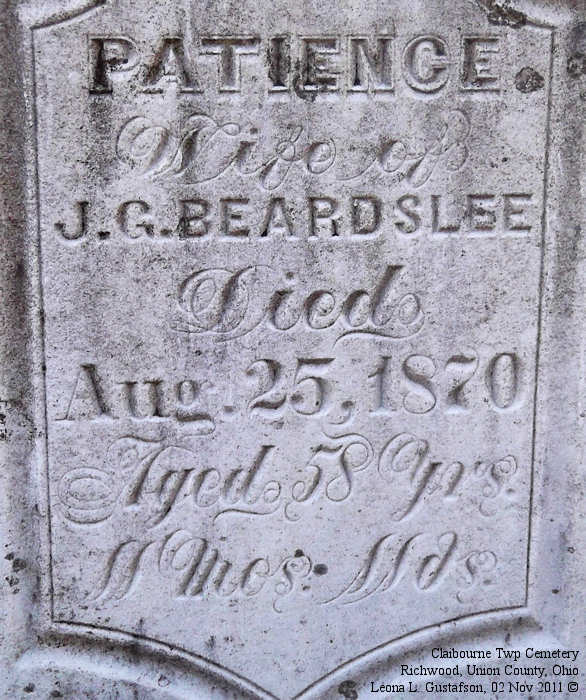 PATIENCE
Wife of
J.G.BEARDSLEE
Died
Aug. 25, 1870
Aged 58 Yrs.
11 Mos. 11 ds.
Claibourne Twp Cemetery
Richwood, Union County, Ohio
Leona L. Gustafson, 02 Nov 2011 ©